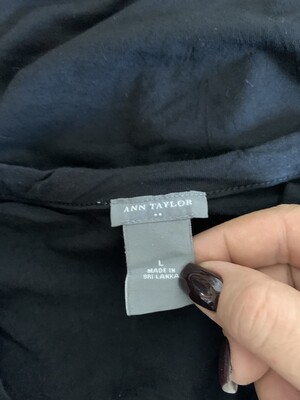 ANN TAYLOR
L
MADE IN
SRI LANKA